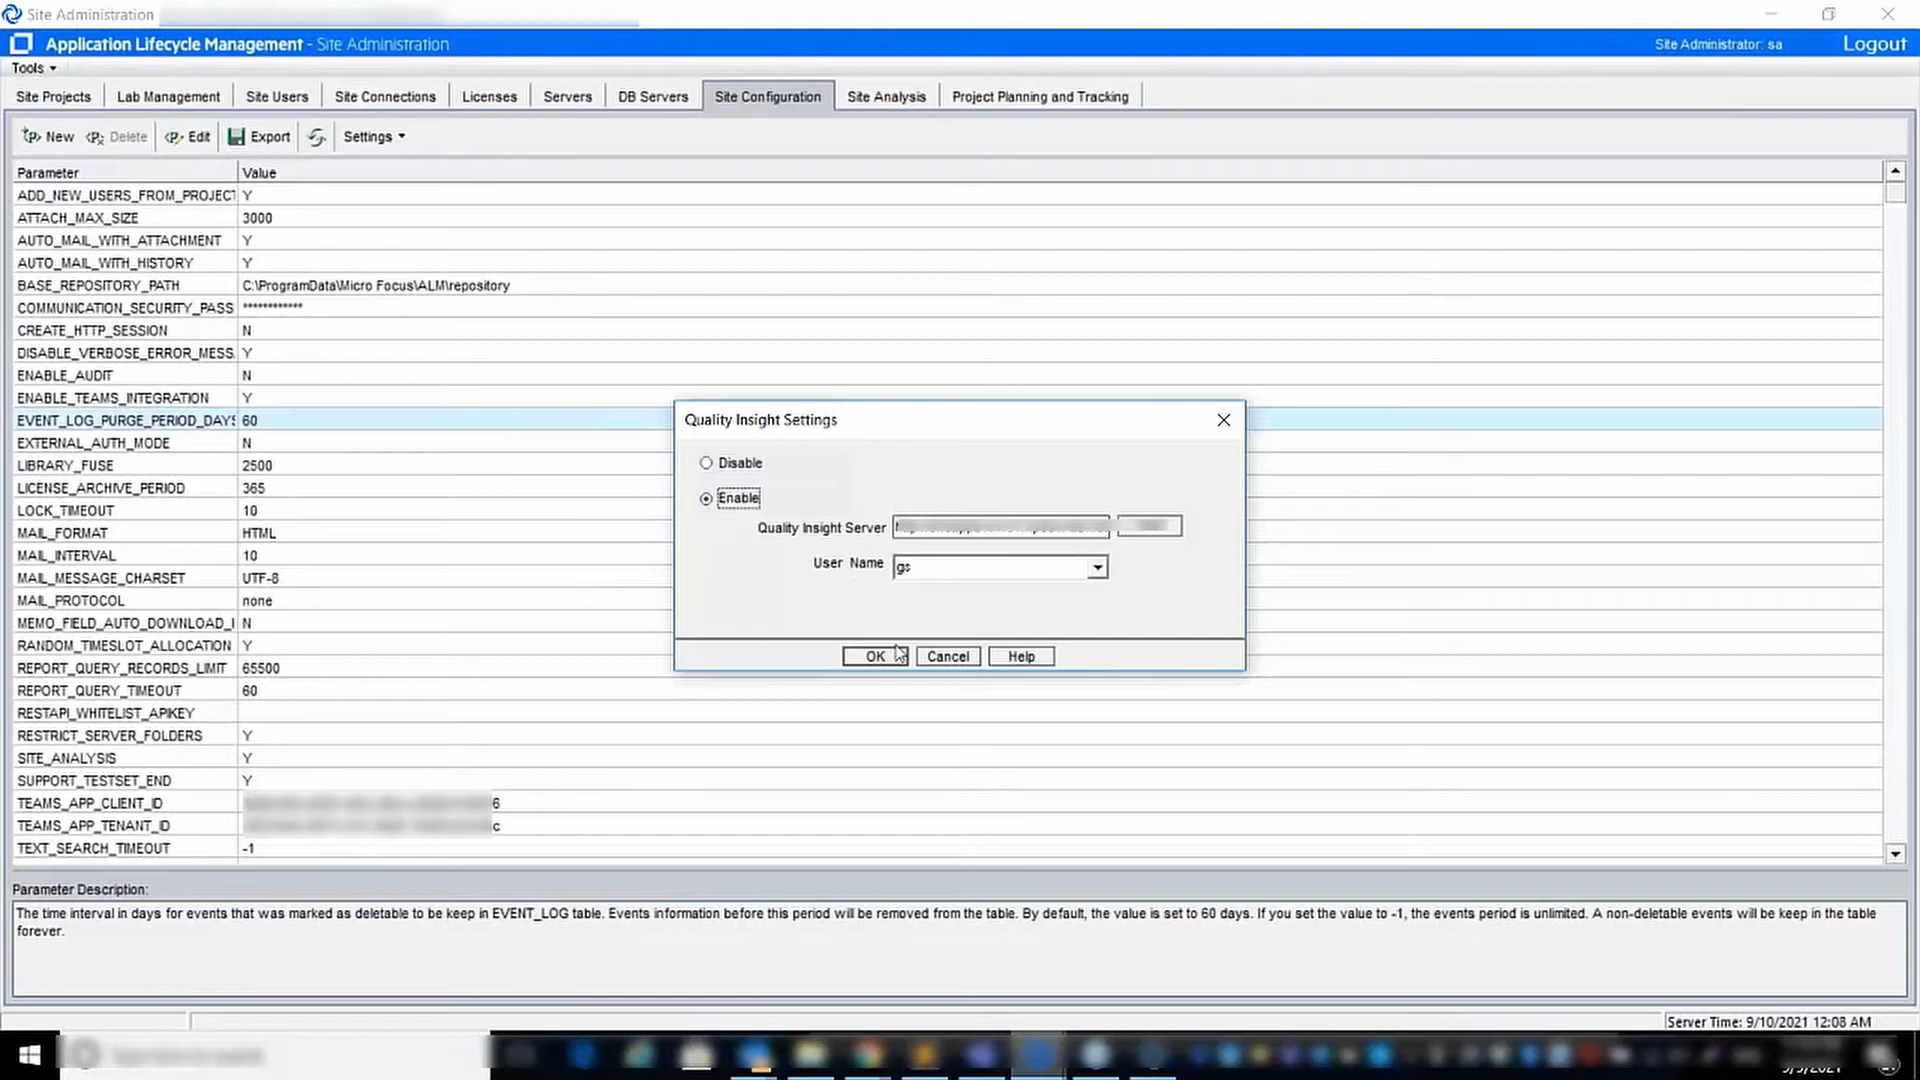 Site Administration
Application Lifecycle Management - Site Administration
Site Administrator: sa
Logout
Tools
Site Projects
Lab Management
Site Users
Site Connections
Licenses
Servers
DB Servers
Site Configuration
Site Analysis
Project Planning and Tracking
New
Delete
Edit
Export
Settings
Parameter Value
ADD_NEW_USERS_FROM_PROJECT Y
ATTACH_MAX_SIZE 3000
AUTO_MAIL_WITH_ATTACHMENT Y
AUTO_MAIL_WITH_HISTORY Y
BASE_REPOSITORY_PATH C:\ProgramData\Micro Focus\ALM\repository
COMMUNICATION_SECURITY_PASS ************
CREATE_HTTP_SESSION N
DISABLE_VERBOSE_ERROR_MESS. Y
ENABLE_AUDIT N
ENABLE_TEAMS_INTEGRATION Y
EVENT_LOG_PURGE_PERIOD_DAYS 60
EXTERNAL_AUTH_MODE N
LIBRARY_FUSE 2500
LICENSE_ARCHIVE_PERIOD 365
LOCK_TIMEOUT 10
MAIL_FORMAT HTML
MAIL_INTERVAL 10
MAIL_MESSAGE_CHARSET UTF-8
MAIL_PROTOCOL none
MEMO_FIELD_AUTO_DOWNLOAD_I N
RANDOM_TIMESLOT_ALLOCATION Y
REPORT_QUERY_RECORDS_LIMIT 65500
REPORT_QUERY_TIMEOUT 60
RESTAPI_WHITELIST_APIKEY
RESTRICT_SERVER_FOLDERS Y
SITE_ANALYSIS Y
SUPPORT_TESTSET_END Y
TEAMS_APP_CLIENT_ID 6
TEAMS_APP_TENANT_ID c
TEXT_SEARCH_TIMEOUT -1
Quality Insight Settings
Disable
Enable
Quality Insight Server
User Name gs
OK
Cancel
Help
Parameter Description:
The time interval in days for events that was marked as deletable to be keep in EVENT_LOG table. Events information before this period will be removed from the table. By default, the value is set to 60 days. If you set the value to -1, the events period is unlimited. A non-deletable events will be keep in the table
forever.
Server Time: 9/10/2021 12:08 AM